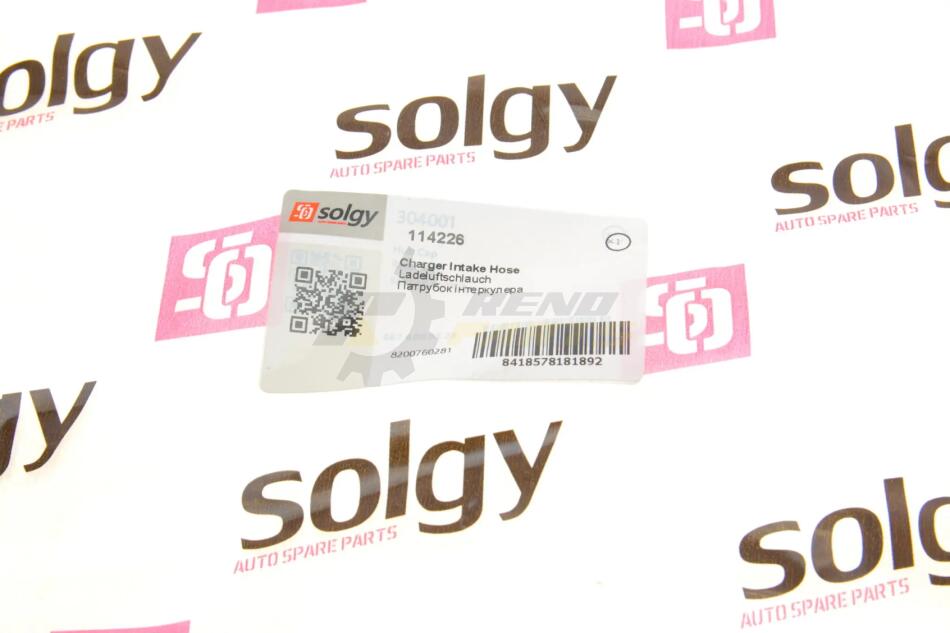 solgy
AUTO SPARE PARTS
solgy
AUTO SPARE PARTS
solgy
AUTO SPARE PARTS
solgy
304001
114226
Charger Intake Hose
Ladeluftschlauch
Патрубок інтеркулера
RENO
8200760281
8418578181892
solgy
AUTO SPARE PARTS
solgy
AUTO SPARE PARTS